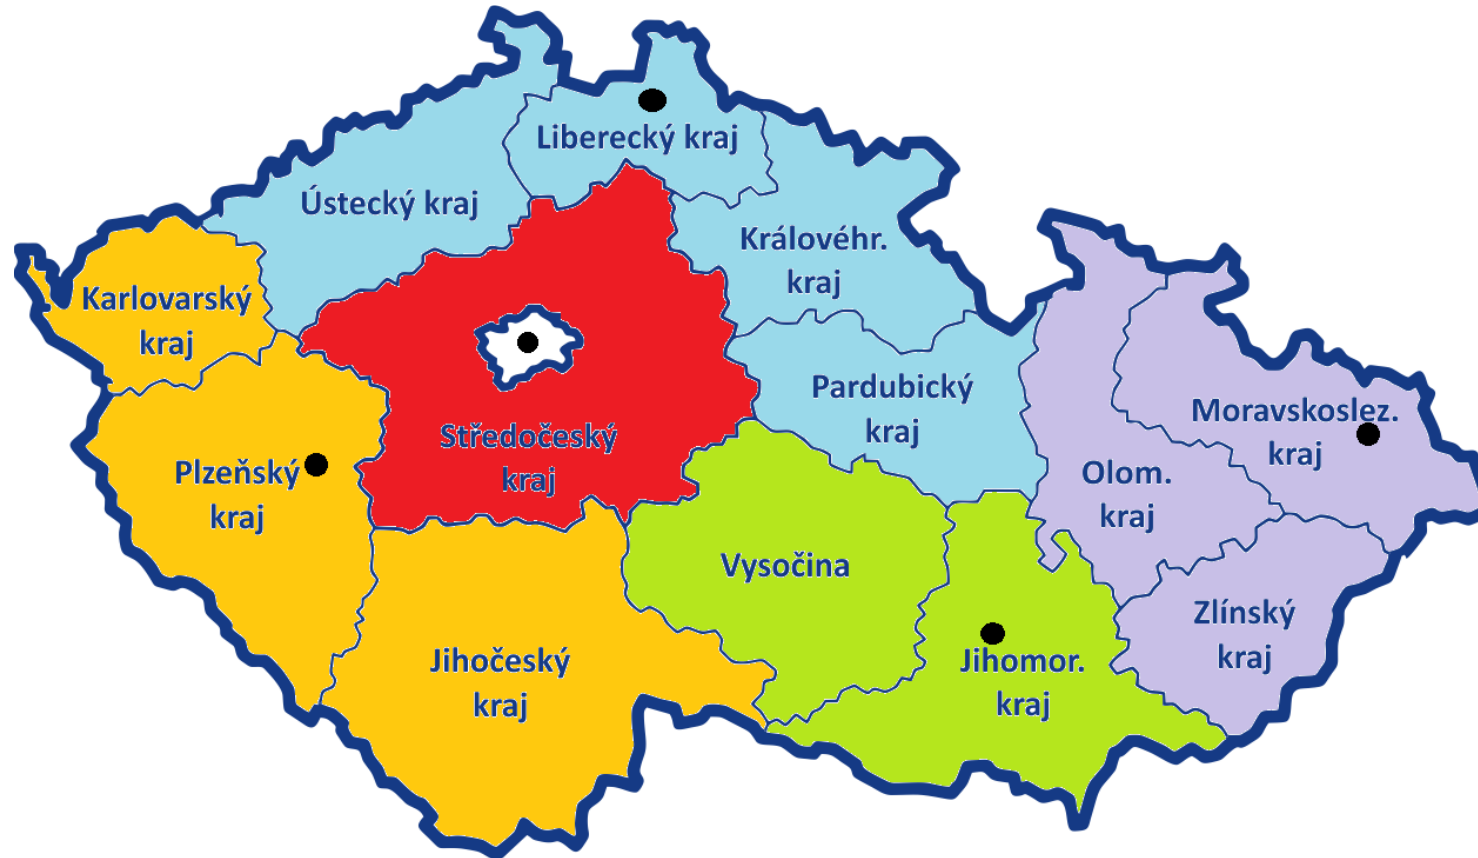 Liberecký kraj
Ústecký kraj
Královéhr.
kraj
Karlovarský
kraj
Pardubický
kraj
Středočeský
kraj
Moravskoslez.
kraj
Plzeňský
kraj
Olom.
kraj
Vysočina
Zlínský
kraj
Jihočeský
kraj
Jihomor.
kraj